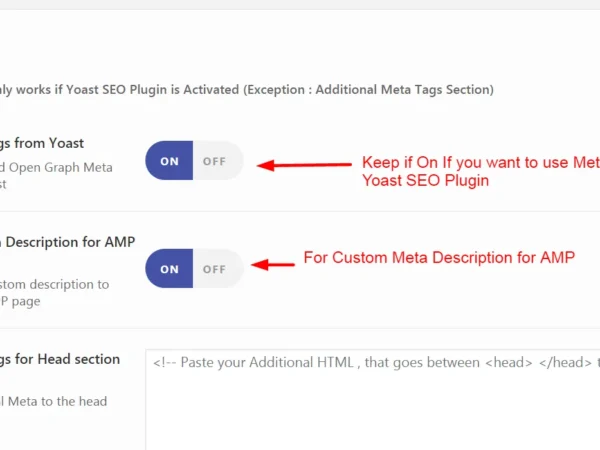 nly works if Yoast SEO Plugin is Activated (Exception : Additional Meta Tags Section)
gs from Yoast
ON OFF
d Open Graph Meta
st
Keep if On If you want to use Met
Yoast SEO Plugin
a Description for AMP
ON OFF
stom description to
P page
For Custom Meta Description for AMP
gs for Head section
al Meta to the head
<!-- Paste your Additional HTML , that goes between <head> </head> t